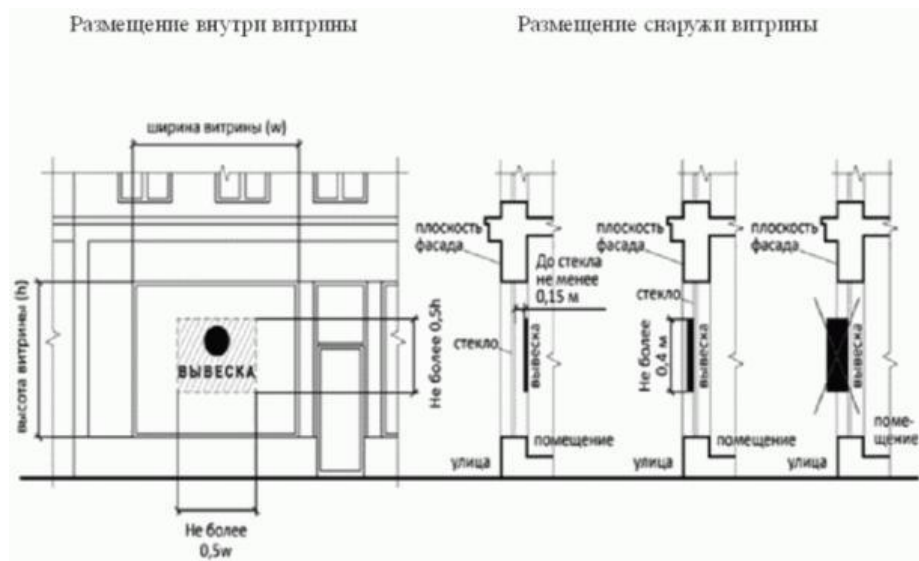 Размещение внутри витрины
Размещение снаружи витрины
ширина витрины (w)
высота витрины (h)
ВЫВЕСКА
Не более 0,5h
Не более
0,5w
плоскость
фасада
До стекла
не менее
0,15 м
стекло
вывеска
помещение
улица
плоскость
фасада
стекло
Не более
0,4 м
вывеска
помещение
улица
плоскость
фасада
вывеска
поме-
щение
улица